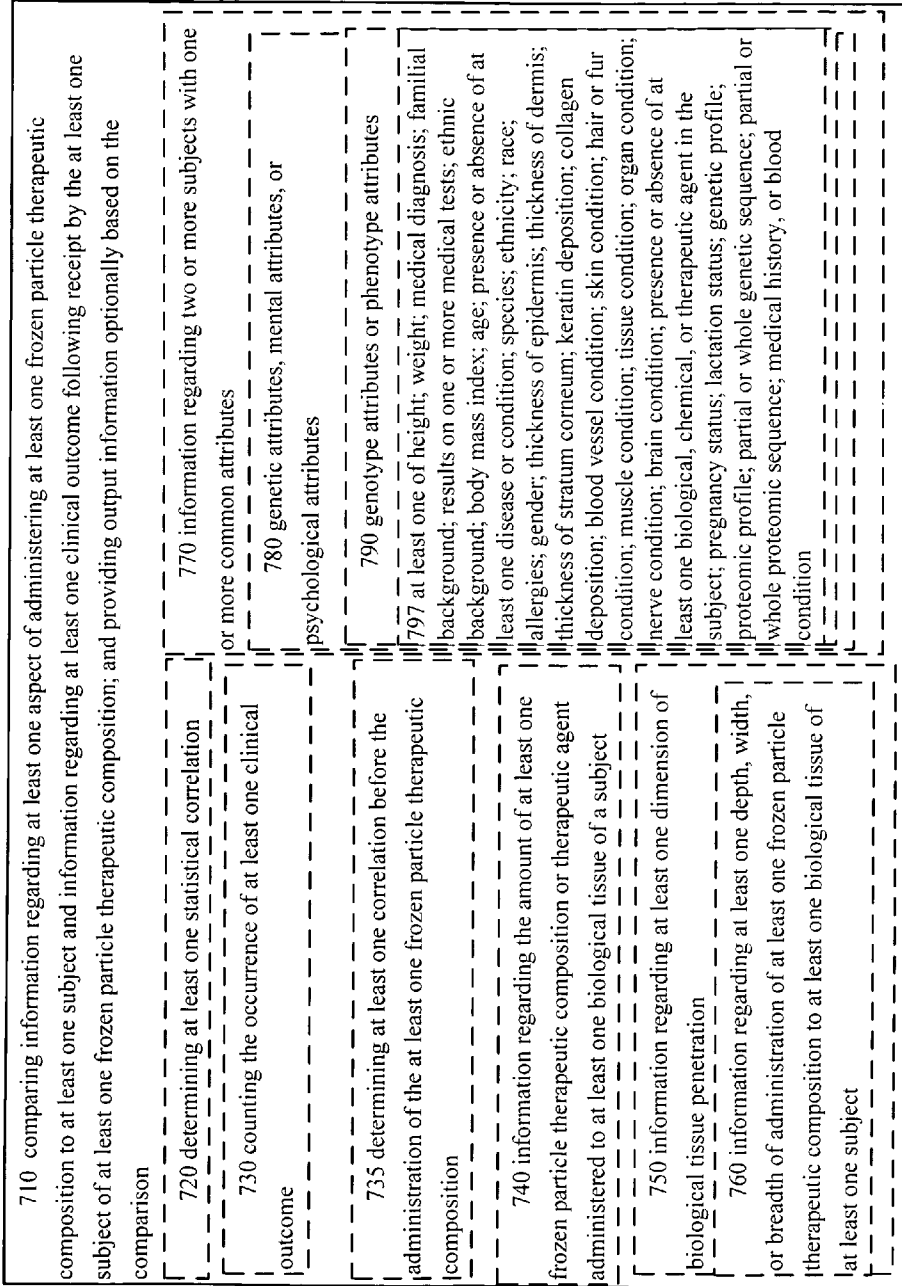 710 comparing information regarding at least one aspect of administering at least one frozen particle therapeutic
composition to at least one subject and information regarding at least one clinical outcome following receipt by the at least one
subject of at least one frozen particle therapeutic composition; and providing output information optionally based on the
comparison
720 determining at least one statistical correlation
730 counting the occurrence of at least one clinical
outcome
735 determining at least one correlation before the
administration of the at least one frozen particle therapeutic
composition
740 information regarding the amount of at least one
frozen particle therapeutic composition or therapeutic agent
administered to at least one biological tissue of a subject
750 information regarding at least one dimension of
biological tissue penetration
760 information regarding at least one depth, width,
or breadth of administration of at least one frozen particle
therapeutic composition to at least one biological tissue of
at least one subject
770 information regarding two or more subjects with one
or more common attributes
780 genetic attributes, mental attributes, or
psychological attributes
790 genotype attributes or phenotype attributes
797 at least one of height; weight; medical diagnosis; familial
background; results on one or more medical tests; ethnic
background; body mass index; age; presence or absence of at
least one disease or condition; species; ethnicity; race;
allergies; gender; thickness of epidermis; thickness of dermis;
thickness of stratum corneum; keratin deposition; collagen
deposition; blood vessel condition; skin condition; hair or fur
condition; muscle condition; tissue condition; organ condition;
nerve condition; brain condition; presence or absence of at
least one biological, chemical, or therapeutic agent in the
subject; pregnancy status; lactation status; genetic profile;
proteomic profile; partial or whole genetic sequence; partial or
whole proteomic sequence; medical history, or blood
condition